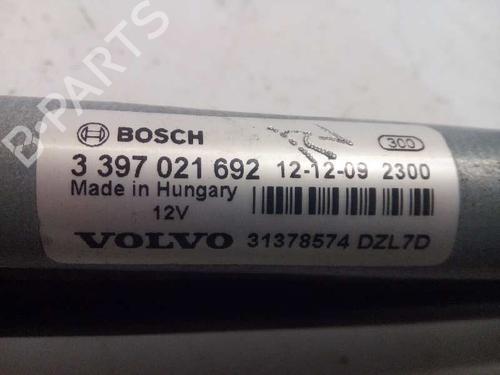 BOSCH
300
3 397 021 692 12-12-09 2300
Made in Hungary
12V
VOLVO 31378574 DZL7D
B-PARTS